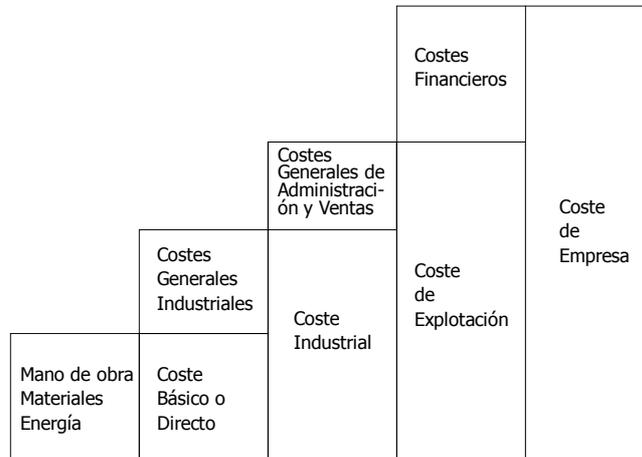 Costes
Financieros
Costes
Generales de
Administraci-
ón y Ventas
Coste
de
Empresa
Costes
Generales
Industriales
Coste
de
Explotación
Coste
Industrial
Mano de obra
Materiales
Energía
Coste
Básico o
Directo